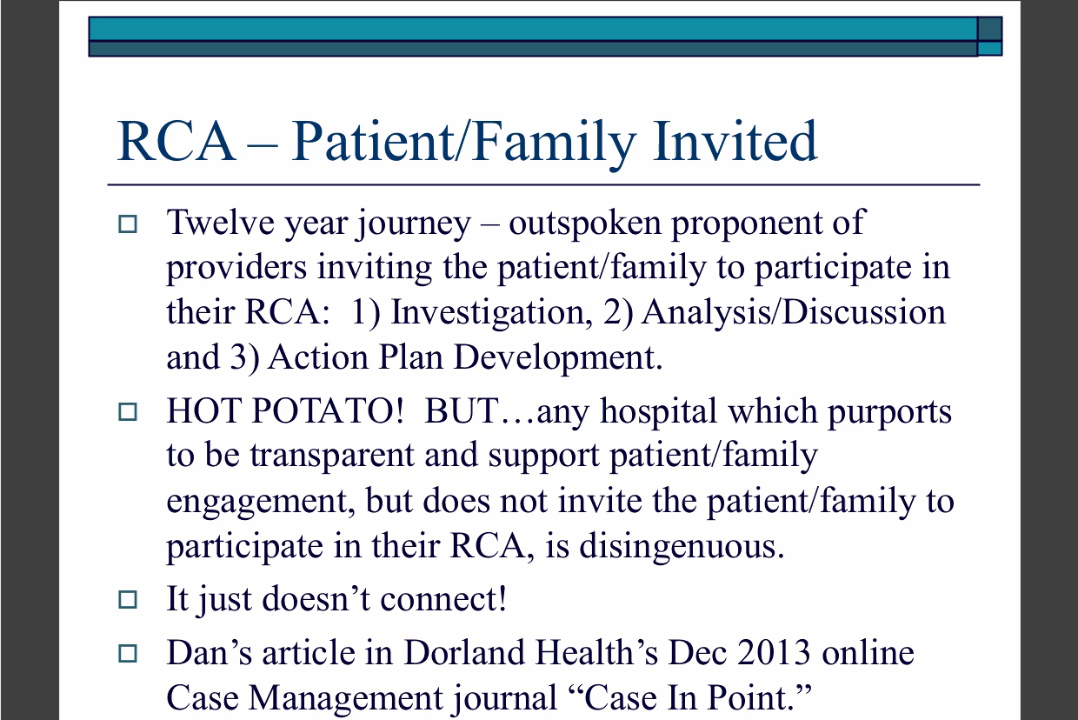 RCA – Patient/Family Invited
Twelve year journey – outspoken proponent of
providers inviting the patient/family to participate in
their RCA:  1) Investigation, 2) Analysis/Discussion
and 3) Action Plan Development.
HOT POTATO!  BUT…any hospital which purports
to be transparent and support patient/family
engagement, but does not invite the patient/family to
participate in their RCA, is disingenuous.
It just doesn’t connect!
Dan’s article in Dorland Health’s Dec 2013 online
Case Management journal “Case In Point.”